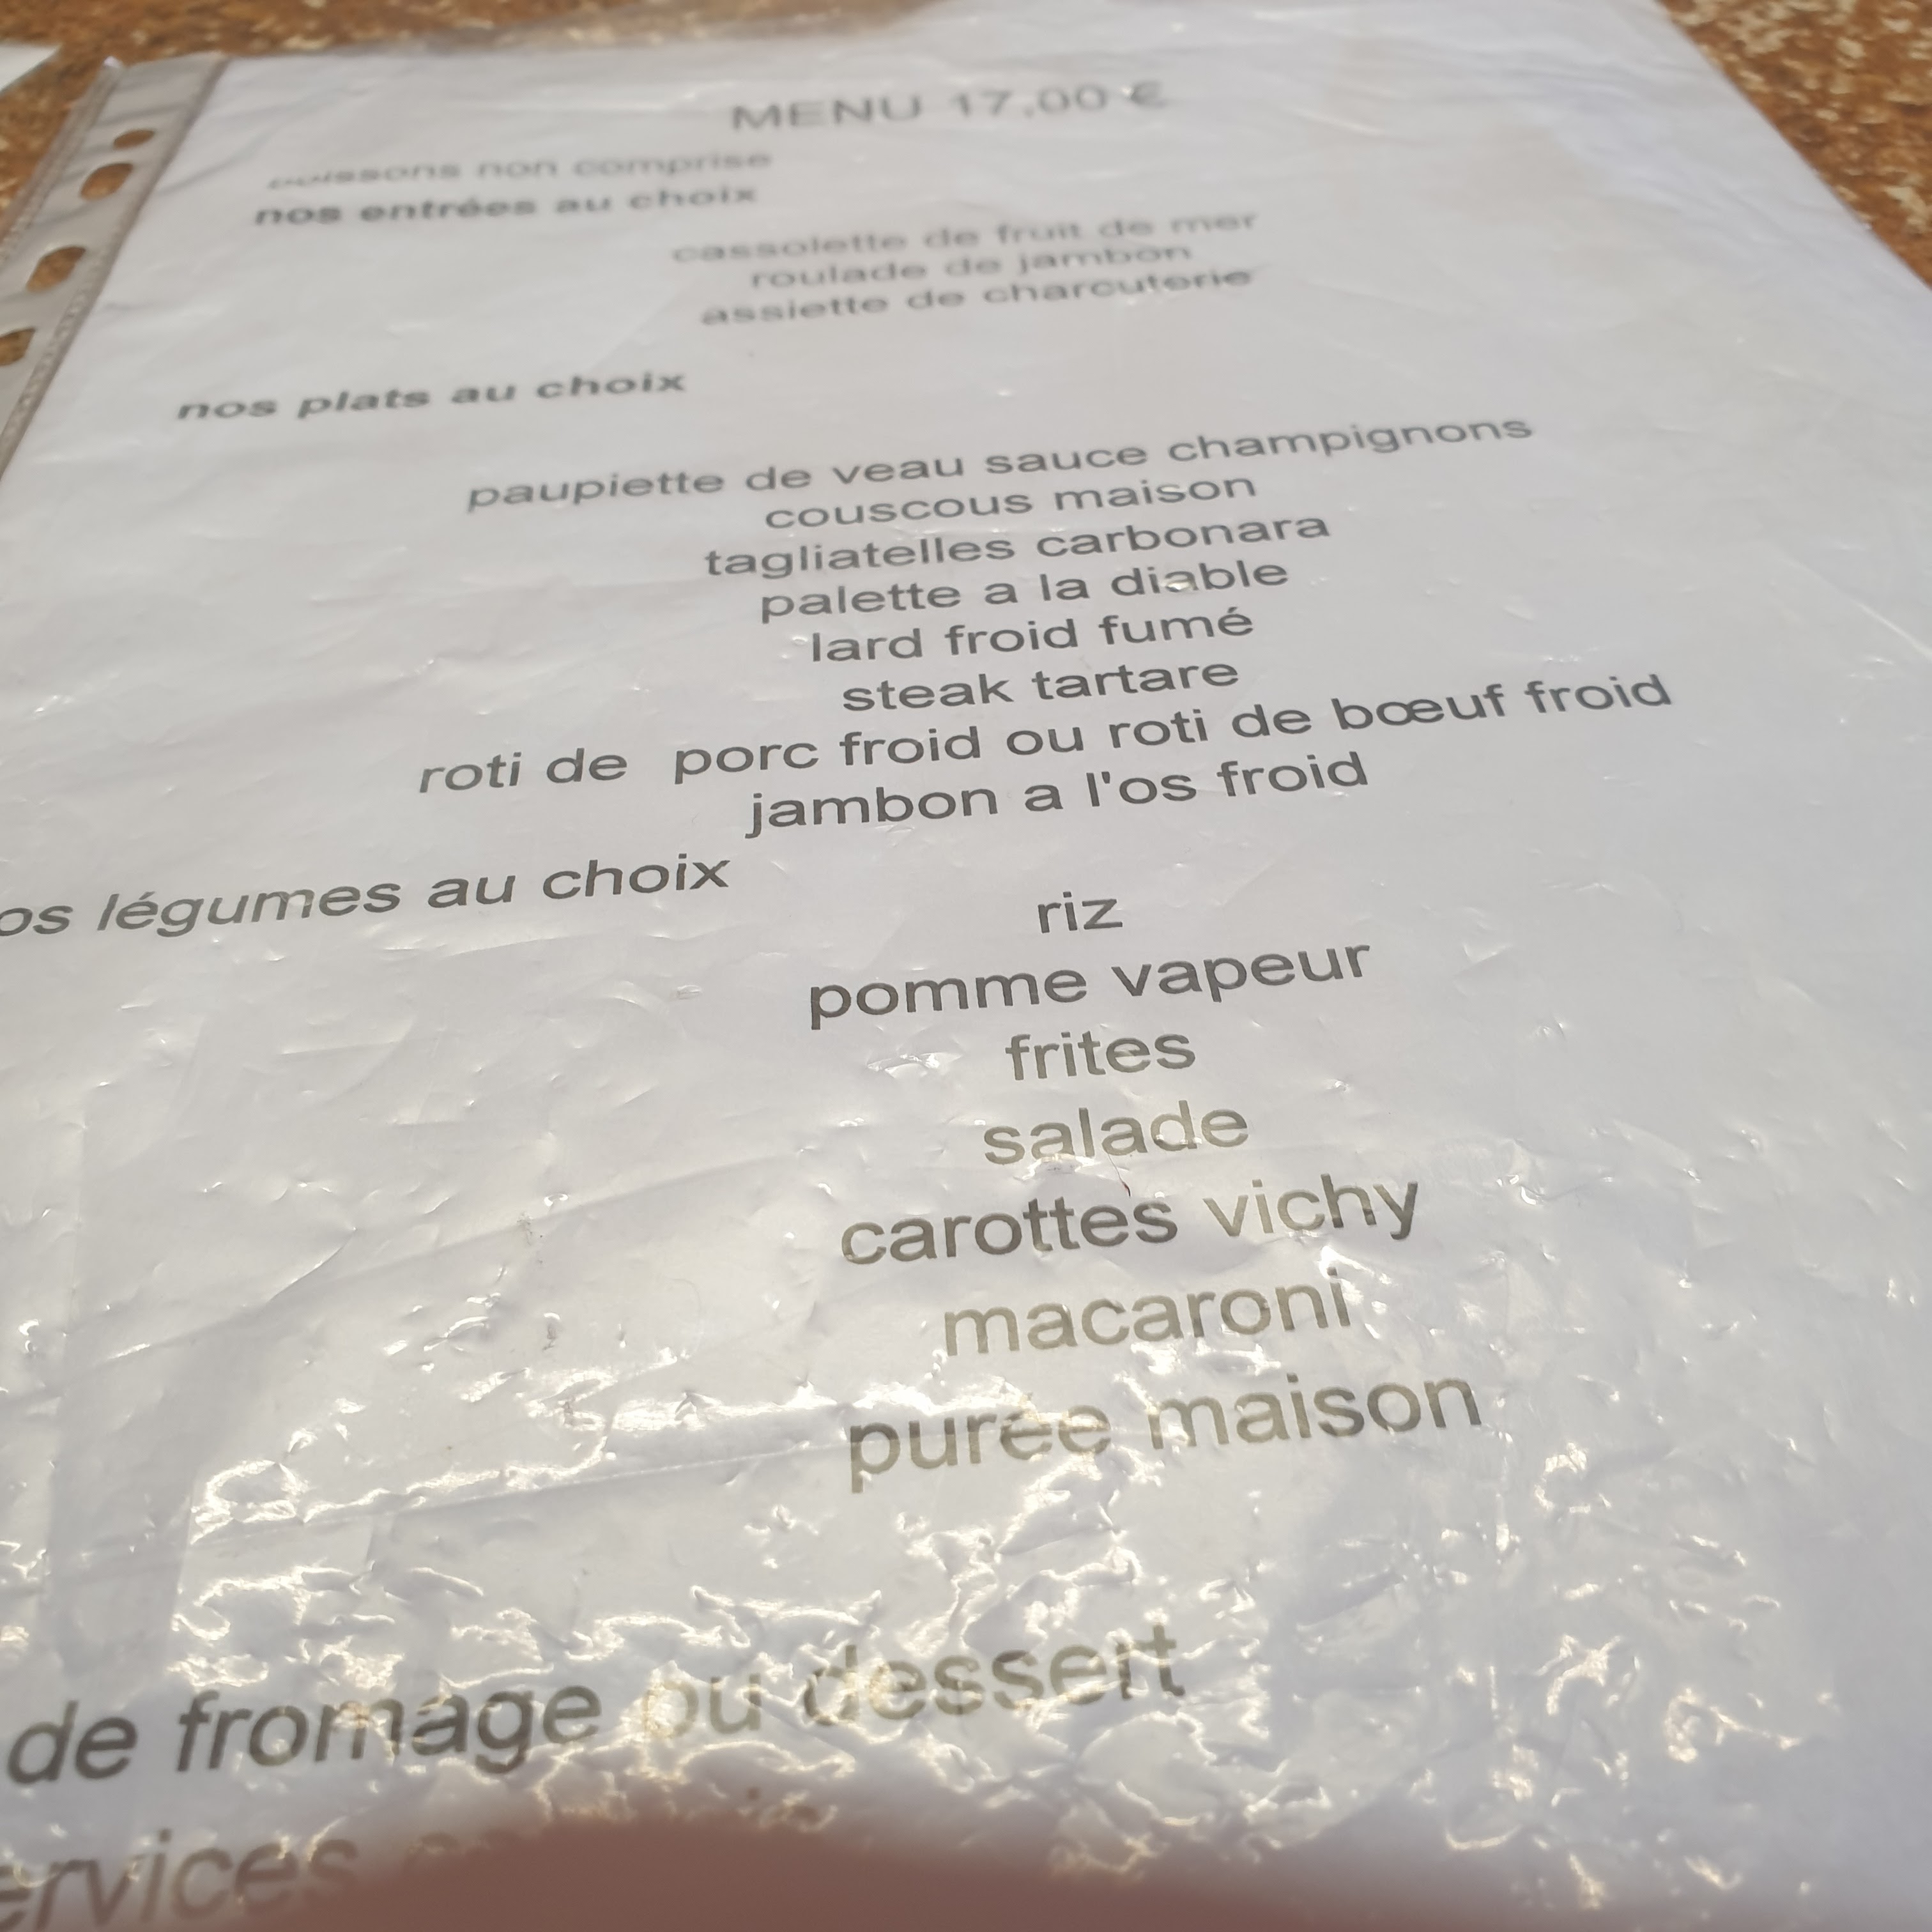 MENU 17,00 €
non comprise
nos entrées au choix
cassolette de fruit de mer
roulade de jambon
assiette de charcuterie
nos plats au choix
paupiette de veau sauce champignons
couscous maison
tagliatelles carbonara
palette a la diable
lard froid fumé
steak tartare
roti de porc froid ou roti de bœuf froid
jambon a l'os froid
os légumes au choix
riz
pomme vapeur
frites
salade
carottes vichy
macaroni
purée maison
de fromage ou dessert
ervices